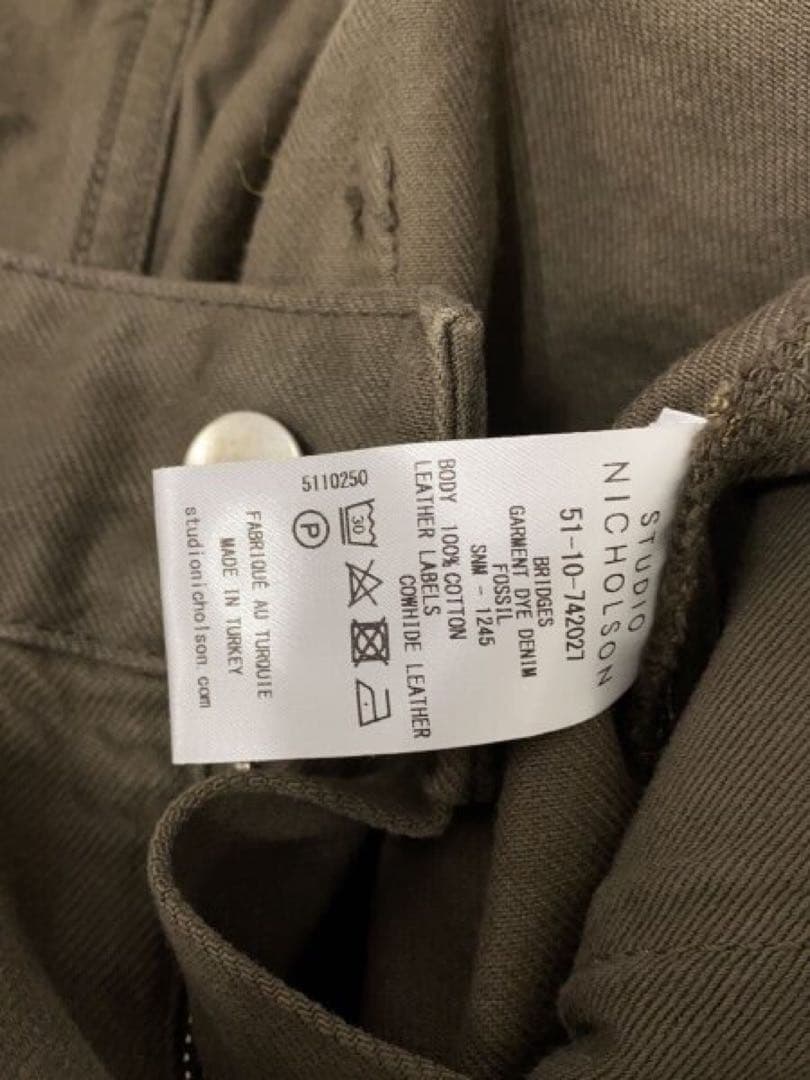 STUDIO
NICHOLSON
51-10-742027
BRIDGES
GARMENT DYE DENIM
FOSSIL
SNM - 1245
BODY 100% COTTON
LEATHER LABELS
COWHIDE LEATHER
30
P
5110250
FABRIQUÉ AU TURQUIE
MADE IN TURKEY
studionicholson.com